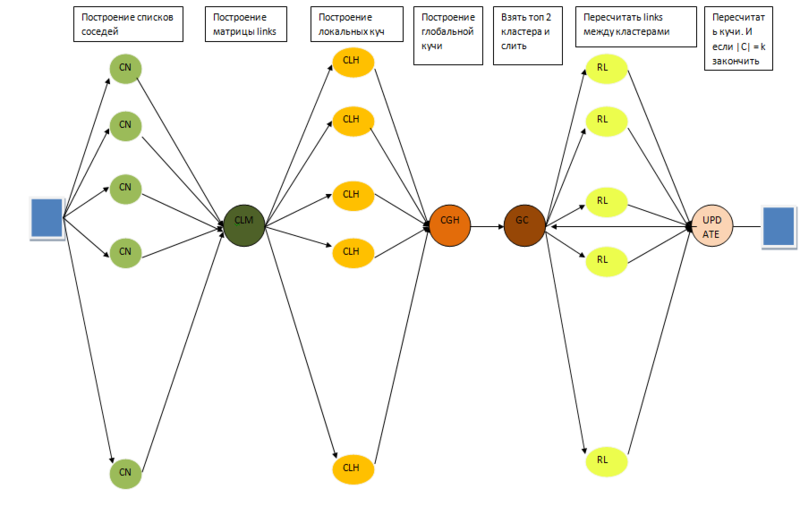 Построение списков
соседей
Построение
матрицы links
Построение
локальных куч
Построение
глобальной
кучи
Взять топ 2
кластера и
слить
Пересчитать links
между кластерами
Пересчитат
ь кучи. И
если |C| = k
закончить
CN
CN
CN
CN
CN
CLM
CLH
CLH
CLH
CLH
CLH
CGH
GC
RL
RL
RL
RL
RL
UPD
ATE